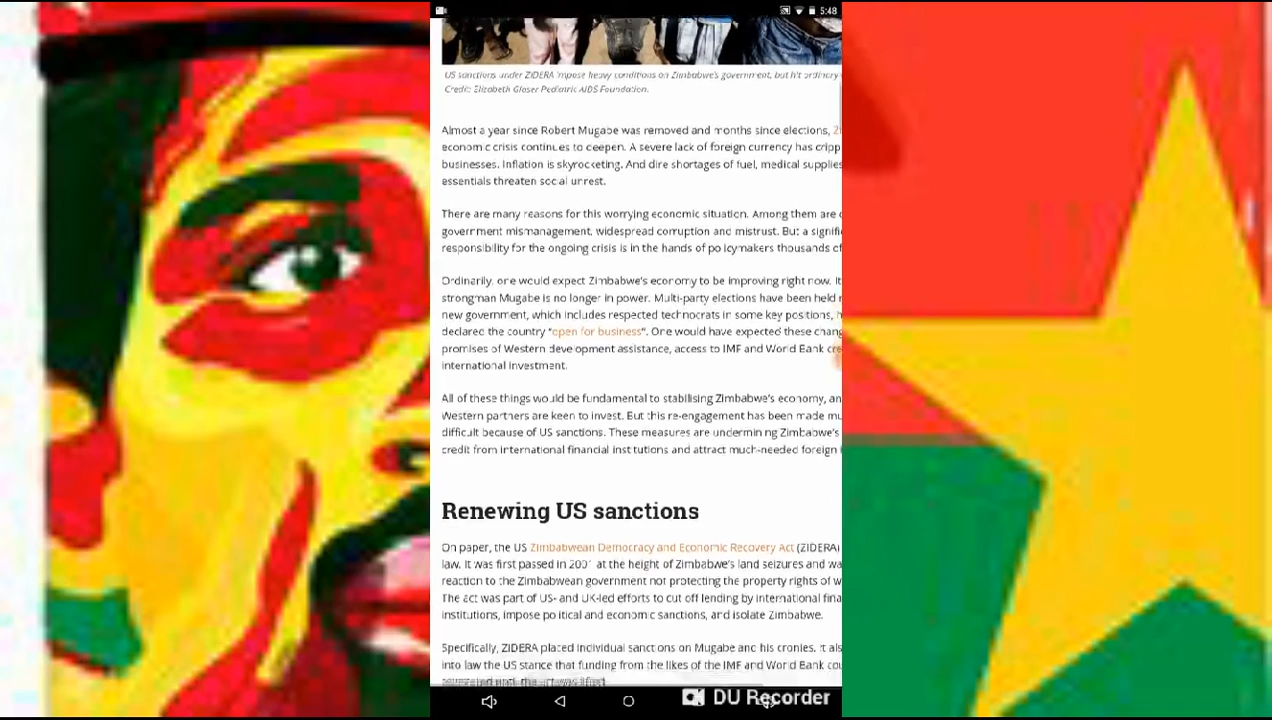 5:48
US sanctions under ZIDERA impose heavy conditions on Zimbabwe's government, but hit ordinary
Credit: Elizabeth Glaser Pediatric AIDS Foundation.
Almost a year since Robert Mugabe was removed and months since elections,
economic crisis continues to deepen. A severe lack of foreign currency has
businesses. Inflation is skyrocketing. And dire shortages of fuel, medical supplies
essentials threaten social unrest.
There are many reasons for this worrying economic situation. Among them are
government mismanagement, widespread corruption and mistrust. But a
responsibility for the ongoing crisis is in the hands of policymakers thousands of
Ordinarily, one would expect Zimbabwe's economy to be improving right now.
strongman Mugabe is no longer in power. Multi-party elections have been held
new government, which includes respected technocrats in some key positions,
declared the country "open for business". One would have expected these
promises of Western development assistance, access to IMF and World Bank
international investment.
All of these things would be fundamental to stabilising Zimbabwe's economy,
Western partners are keen to invest. But this re-engagement has been made
difficult because of US sanctions. These measures are undermining Zimbabwe's
credit from international financial institutions and attract much-needed foreign
Renewing US sanctions
On paper, the US Zimbabwean Democracy and Economic Recovery Act (ZIDERA)
law. It was first passed in 2001 at the height of Zimbabwe's land seizures and
reaction to the Zimbabwean government not protecting the property rights of
The act was part of US- and UK-led efforts to cut off lending by international
institutions, impose political and economic sanctions, and isolate Zimbabwe.
Specifically, ZIDERA placed individual sanctions on Mugabe and his cronies. It
into law the US stance that funding from the likes of the IMF and World Bank
DU Recorder